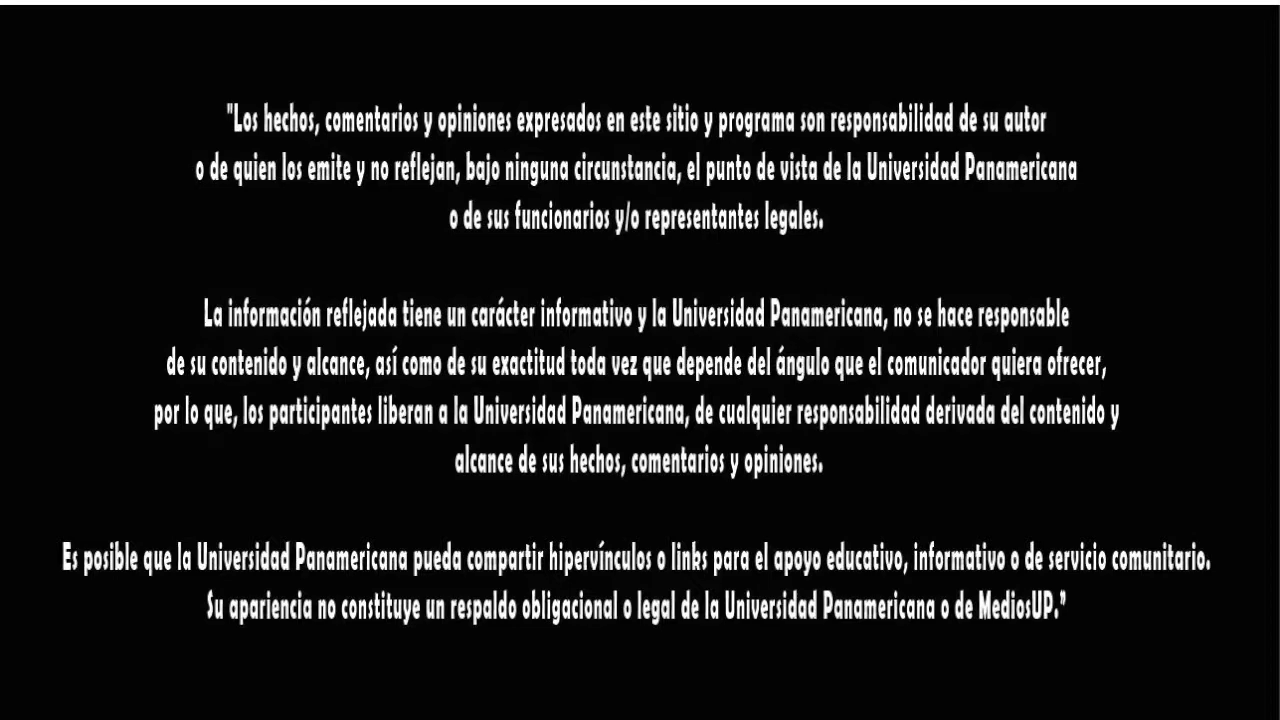 "Los hechos, comentarios y opiniones expresados en este sitio y programa son responsabilidad de su autor
o de quien los emite y no reflejan, bajo ninguna circunstancia, el punto de vista de la Universidad Panamericana
o de sus funcionarios y/o representantes legales.
La información reflejada tiene un carácter informativo y la Universidad Panamericana, no se hace responsable
de su contenido y alcance, así como de su exactitud toda vez que depende del ángulo que el comunicador quiera ofrecer,
por lo que, los participantes liberan a la Universidad Panamericana, de cualquier responsabilidad derivada del contenido y
alcance de sus hechos, comentarios y opiniones.
Es posible que la Universidad Panamericana pueda compartir hipervínculos o links para el apoyo educativo, informativo o de servicio comunitario.
Su apariencia no constituye un respaldo obligacional o legal de la Universidad Panamericana o de MediosUP."